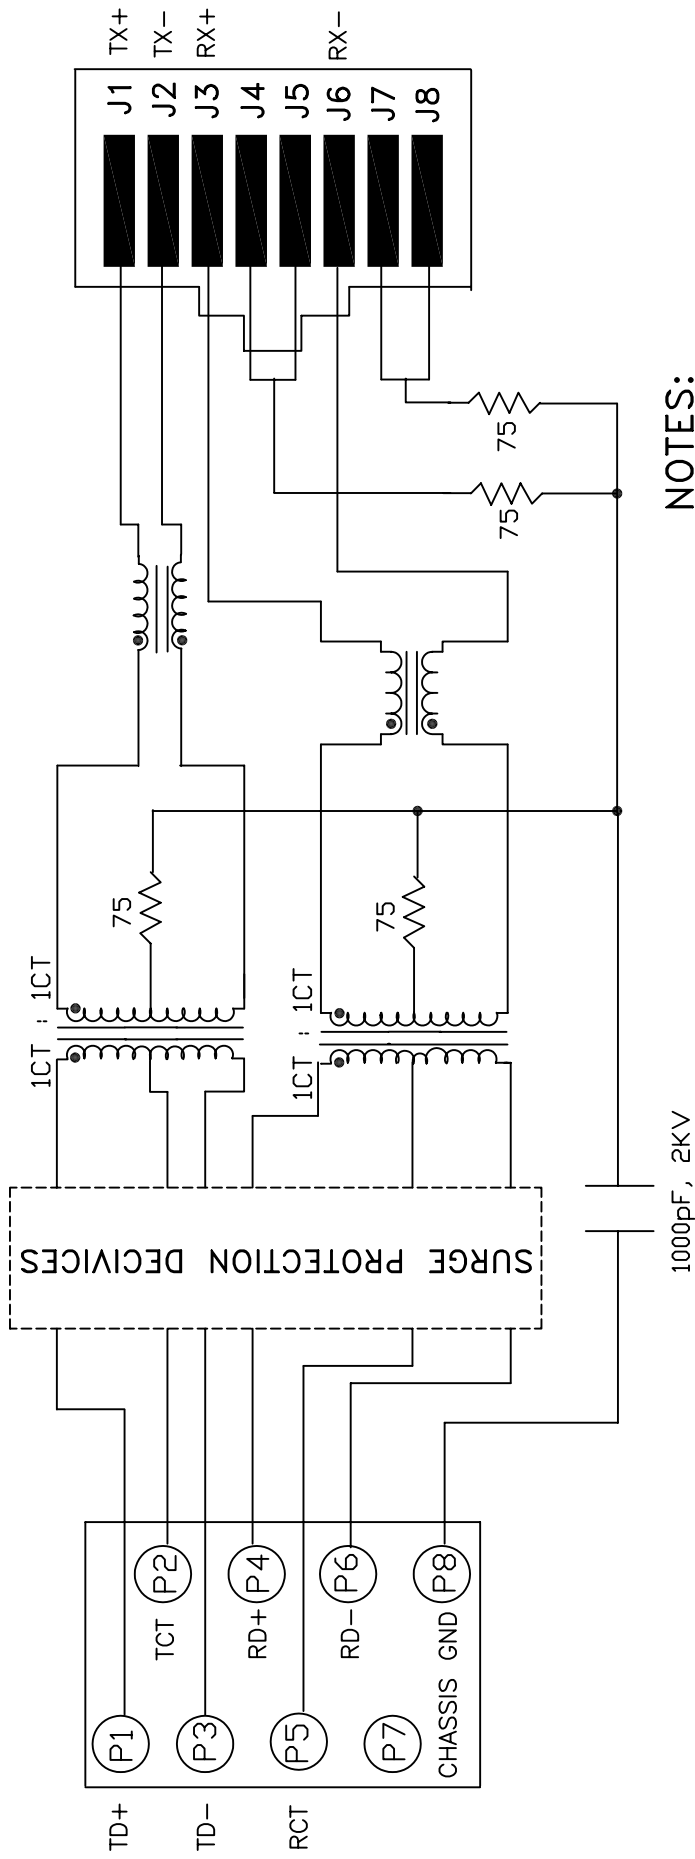 TX+
TX-
RX+
RX-
J1
J2
J3
J4
J5
J6
J7
J8
75
75
NOTES:
75
75
1CT : 1CT
1CT : 1CT
SURGE PROTECTION DECIVICES
1000pF, 2KV
P2
P4
P6
P8
TCT
RD+
RD-
CHASSIS GND
P1
P3
P5
P7
TD+
TD-
RCT